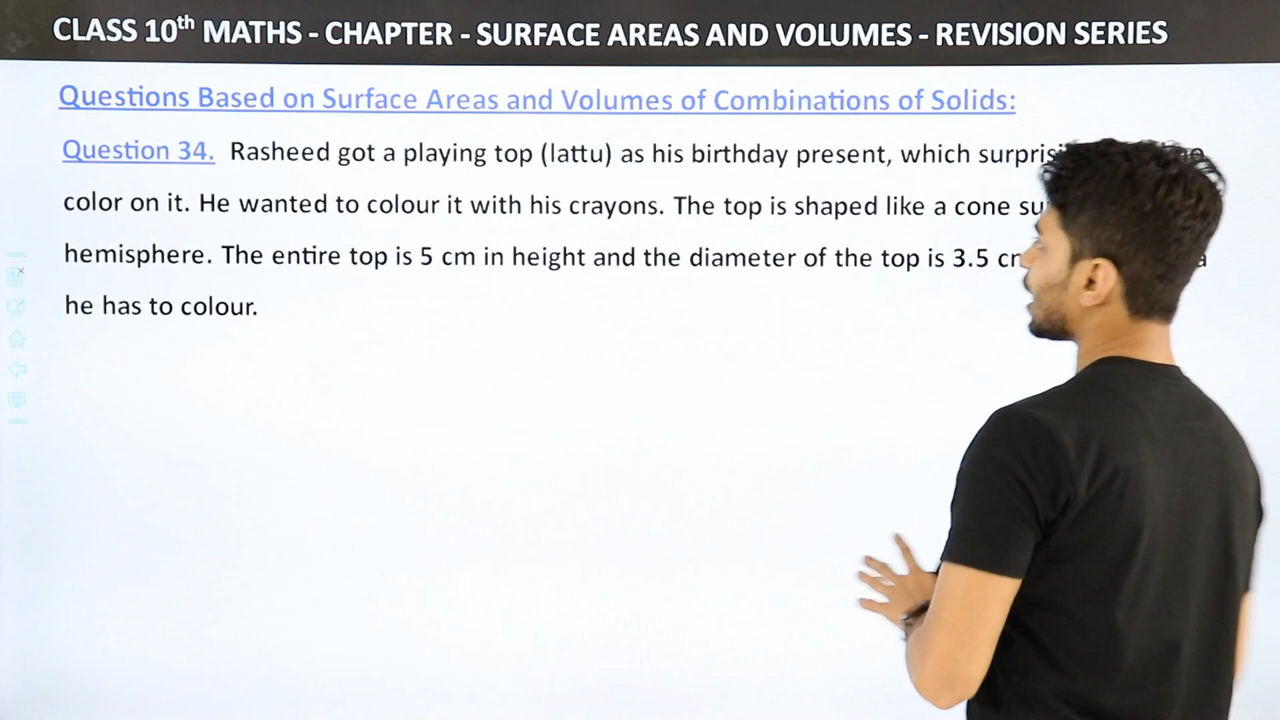 CLASS 10th MATHS - CHAPTER - SURFACE AREAS AND VOLUMES - REVISION SERIES
Questions Based on Surface Areas and Volumes of Combinations of Solids:
Question 34. Rasheed got a playing top (lattu) as his birthday present, which
color on it. He wanted to colour it with his crayons. The top is shaped like a cone
hemisphere. The entire top is 5 cm in height and the diameter of the top is 3.5
he has to colour.